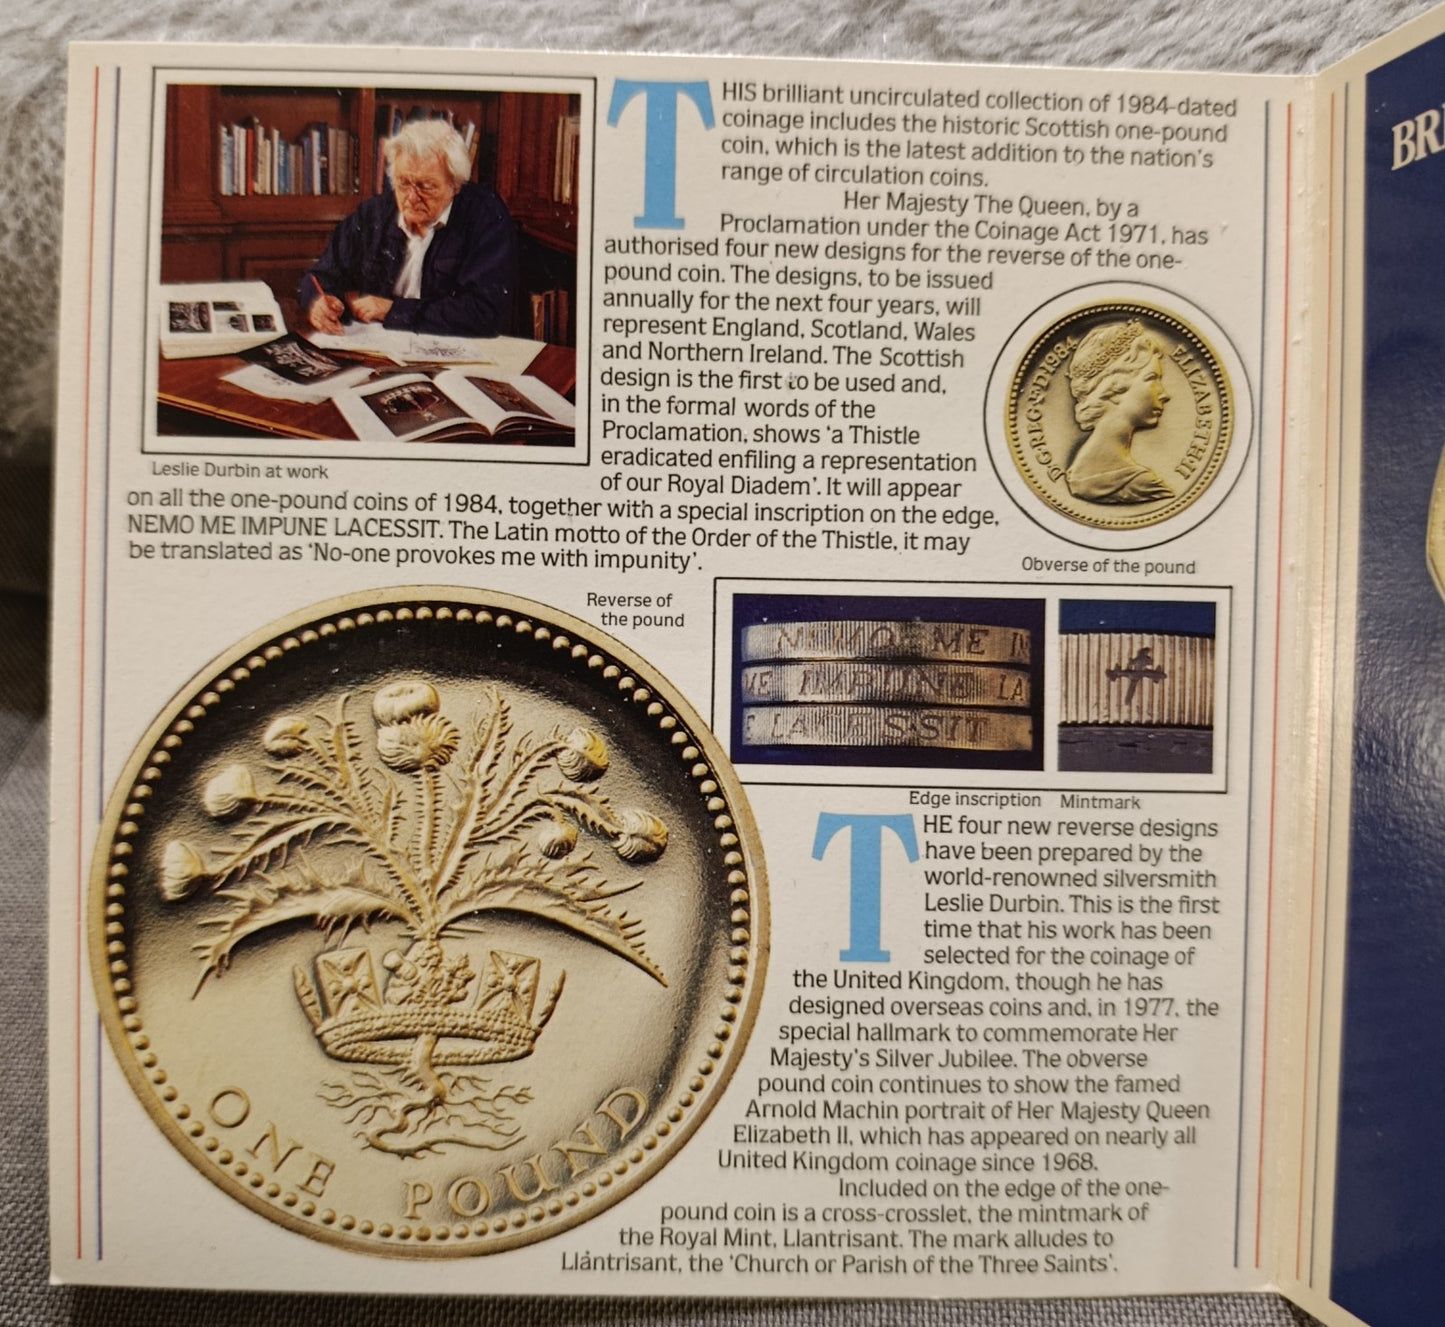 THIS brilliant uncirculated collection of 1984-dated
coinage includes the historic Scottish one-pound
coin, which is the latest addition to the nation's
range of circulation coins.
Her Majesty The Queen, by a
Proclamation under the Coinage Act 1971, has
authorised four new designs for the reverse of the one-
pound coin. The designs, to be issued
annually for the next four years, will
represent England, Scotland, Wales
and Northern Ireland. The Scottish
design is the first to be used and,
in the formal words of the
Proclamation, shows 'a Thistle
eradicated enfiling a representation
of our Royal Diadem'. It will appear
on all the one-pound coins of 1984, together with a special inscription on the edge,
NEMO ME IMPUNE LACESSIT. The Latin motto of the Order of the Thistle, it may
be translated as 'No-one provokes me with impunity'.
Leslie Durbin at work
D·G·REG·F·D·1984
ELIZABETH II
Obverse of the pound
Reverse of
the pound
ONE POUND
NEMO ME IN
ME IMPUNE LA
E LACESSIT
Edge inscription
Mintmark
THE four new reverse designs
have been prepared by the
world-renowned silversmith
Leslie Durbin. This is the first
time that his work has been
selected for the coinage of
the United Kingdom, though he has
designed overseas coins and, in 1977, the
special hallmark to commemorate Her
Majesty's Silver Jubilee. The obverse
pound coin continues to show the famed
Arnold Machin portrait of Her Majesty Queen
Elizabeth II, which has appeared on nearly all
United Kingdom coinage since 1968.
Included on the edge of the one-
pound coin is a cross-crosslet, the mintmark of
the Royal Mint, Llantrisant. The mark alludes to
Llantrisant, the 'Church or Parish of the Three Saints'.
BRI